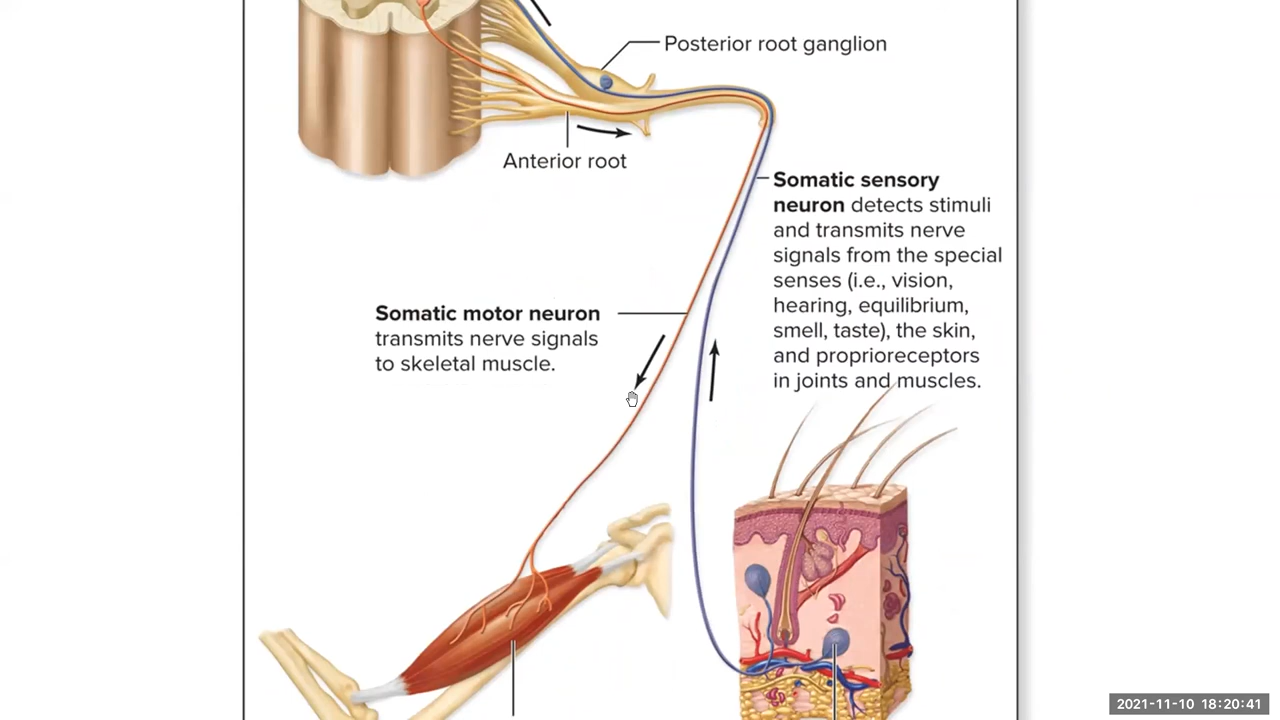 Posterior root ganglion
Anterior root
Somatic sensory
neuron detects stimuli
and transmits nerve
signals from the special
senses (i.e., vision,
hearing, equilibrium,
smell, taste), the skin,
and proprioreceptors
in joints and muscles.
Somatic motor neuron
transmits nerve signals
to skeletal muscle.
2021-11-10 18:20:41